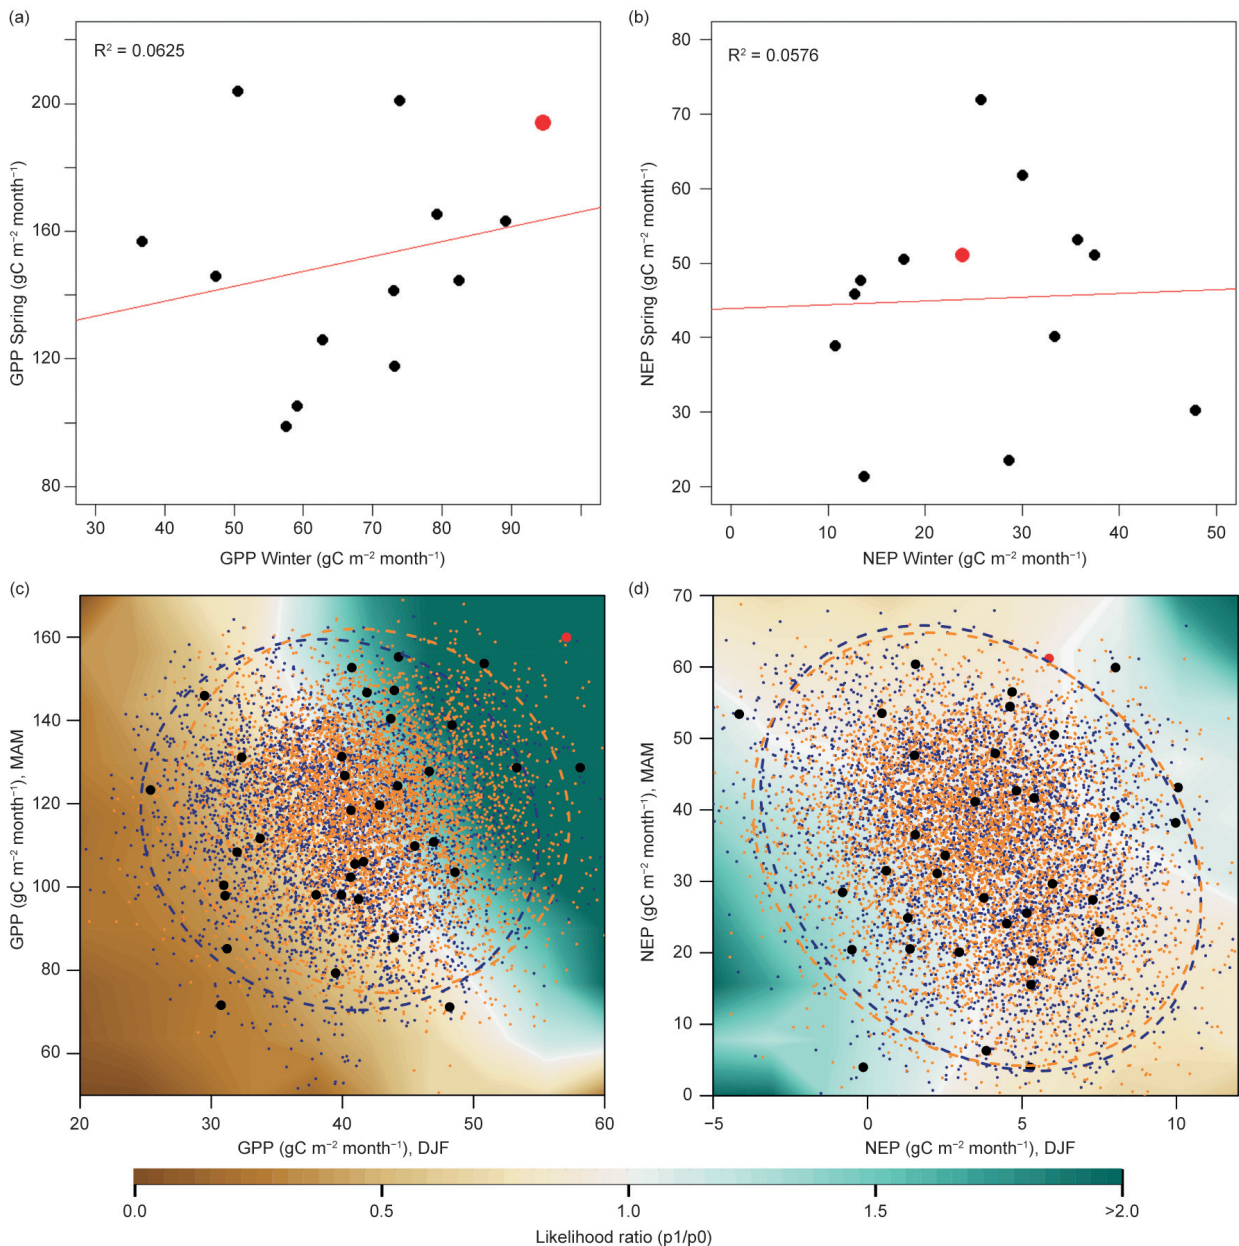 (a)
R² = 0.0625
200
160
120
80
GPP Spring (gC m⁻² month⁻¹)
30 40 50 60 70 80 90
GPP Winter (gC m⁻² month⁻¹)
(b)
R² = 0.0576
80
70
60
50
40
30
20
NEP Spring (gC m⁻² month⁻¹)
0 10 20 30 40 50
NEP Winter (gC m⁻² month⁻¹)
(c)
160
140
120
100
80
60
GPP (gC m⁻² month⁻¹), MAM
20 30 40 50 60
GPP (gC m⁻² month⁻¹), DJF
(d)
70
60
50
40
30
20
10
0
NEP (gC m⁻² month⁻¹), MAM
−5 0 5 10
NEP (gC m⁻² month⁻¹), DJF
0.0 0.5 1.0 1.5 >2.0
Likelihood ratio (p1/p0)